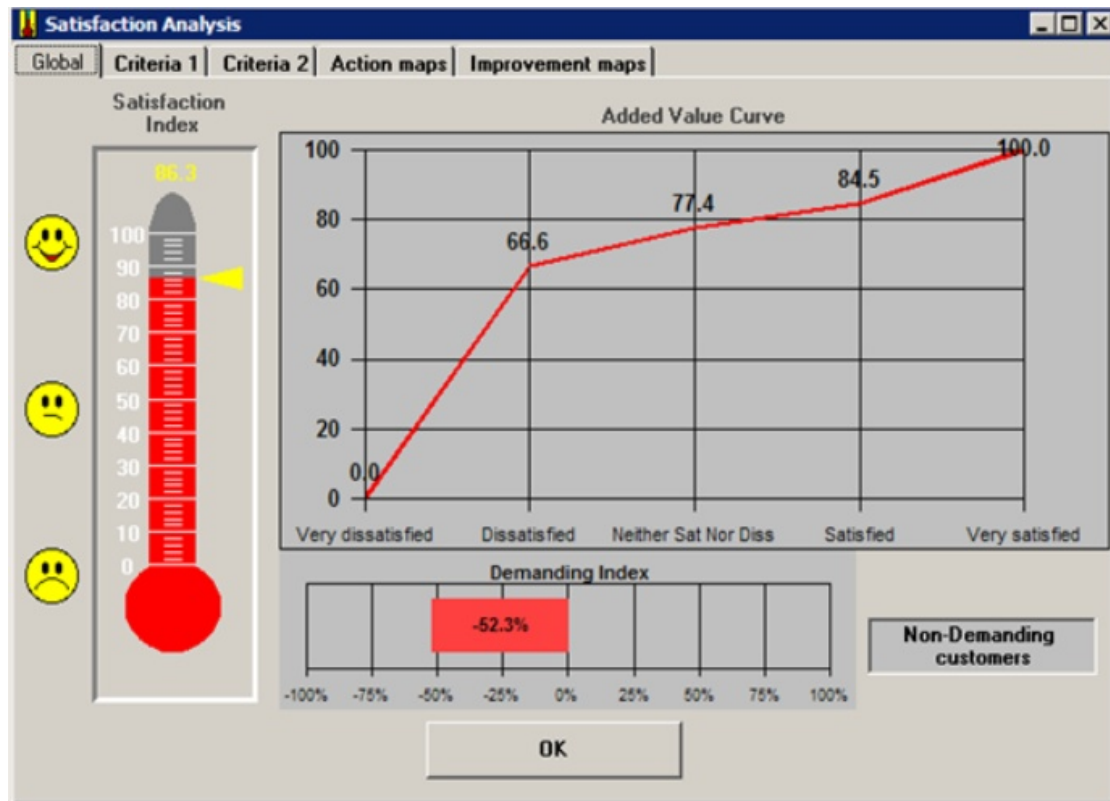 Satisfaction Analysis
Global Criteria 1 Criteria 2 Action maps Improvement maps
Satisfaction
Index
86.3
100
90
80
70
60
50
40
30
20
10
0
Added Value Curve
100
80
60
40
20
0
0.0
66.6
77.4
84.5
100.0
Very dissatisfied Dissatisfied Neither Sat Nor Diss Satisfied Very satisfied
Demanding Index
-52.3%
-100% -75% -50% -25% 0% 25% 50% 75% 100%
Non-Demanding
customers
OK